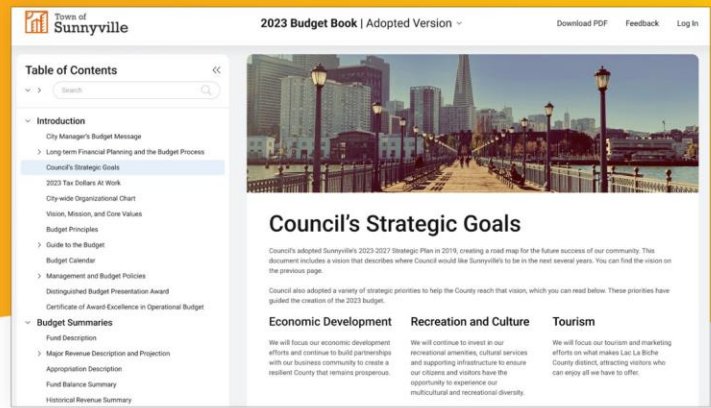 Town of
Sunnyville
2023 Budget Book | Adopted Version
Download PDF
Feedback
Log In
Table of Contents
Search
Introduction
City Manager's Budget Message
Long-term Financial Planning and the Budget Process
Council's Strategic Goals
2023 Tax Dollars At Work
City-wide Organizational Chart
Vision, Mission, and Core Values
Budget Principles
Guide to the Budget
Budget Calendar
Management and Budget Policies
Distinguished Budget Presentation Award
Certificate of Award-Excellence in Operational Budget
Budget Summaries
Fund Description
Major Revenue Description and Projection
Appropriation Description
Fund Balance Summary
Historical Revenue Summary
Council's Strategic Goals
Council's adopted Sunnyville's 2023-2027 Strategic Plan in 2019, creating a road map for the future success of our community. This
document includes a vision that describes where Council would like Sunnyville's to be in the next several years. You can find the vision on
the previous page.
Council also adopted a variety of strategic priorities to help the County reach that vision, which you can read below. These priorities have
guided the creation of the 2023 budget.
Economic Development
We will focus our economic development
efforts and continue to build partnerships
with our business community to create a
resilient County that remains prosperous.
Recreation and Culture
We will continue to invest in our
recreational amenities, cultural services
and supporting infrastructure to ensure
our citizens and visitors have the
opportunity to experience our
multicultural and recreational diversity.
Tourism
We will focus our tourism and marketing
efforts on what makes Lac La Biche
County distinct, attracting visitors who
can enjoy all we have to offer.